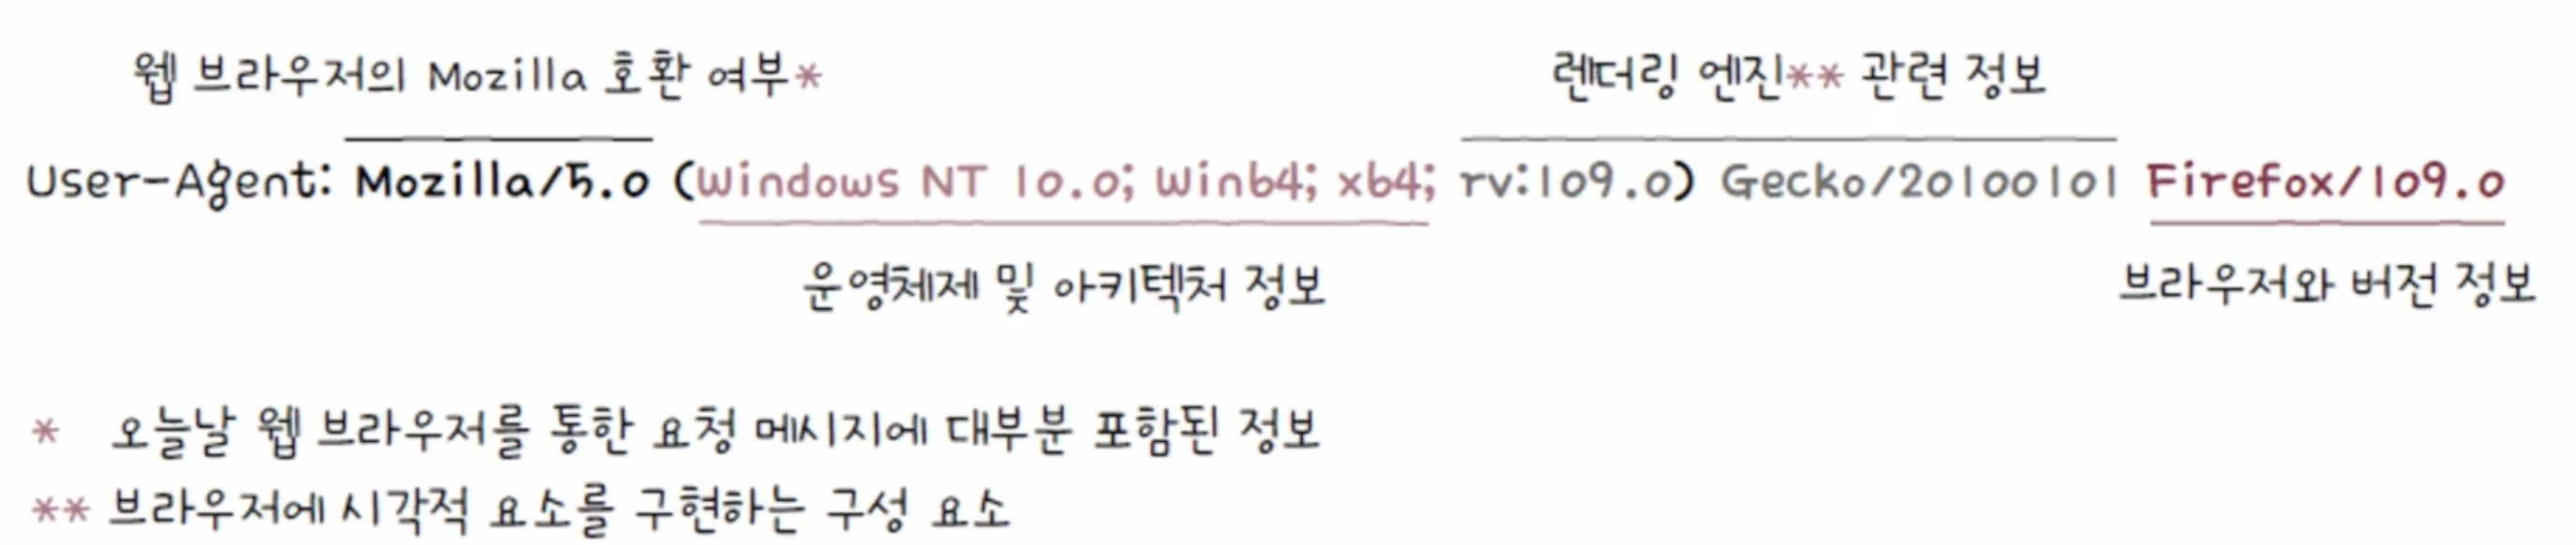 웹 브라우저의 Mozilla 호환 여부* 렌더링 엔진** 관련 정보
User-Agent: Mozilla/5.0 (Windows NT 10.0; Win64; x64; rv:109.0) Gecko/20100101 Firefox/109.0
운영체제 및 아키텍처 정보 브라우저와 버전 정보
* 오늘날 웹 브라우저를 통한 요청 메시지에 대부분 포함된 정보
** 브라우저에 시각적 요소를 구현하는 구성 요소